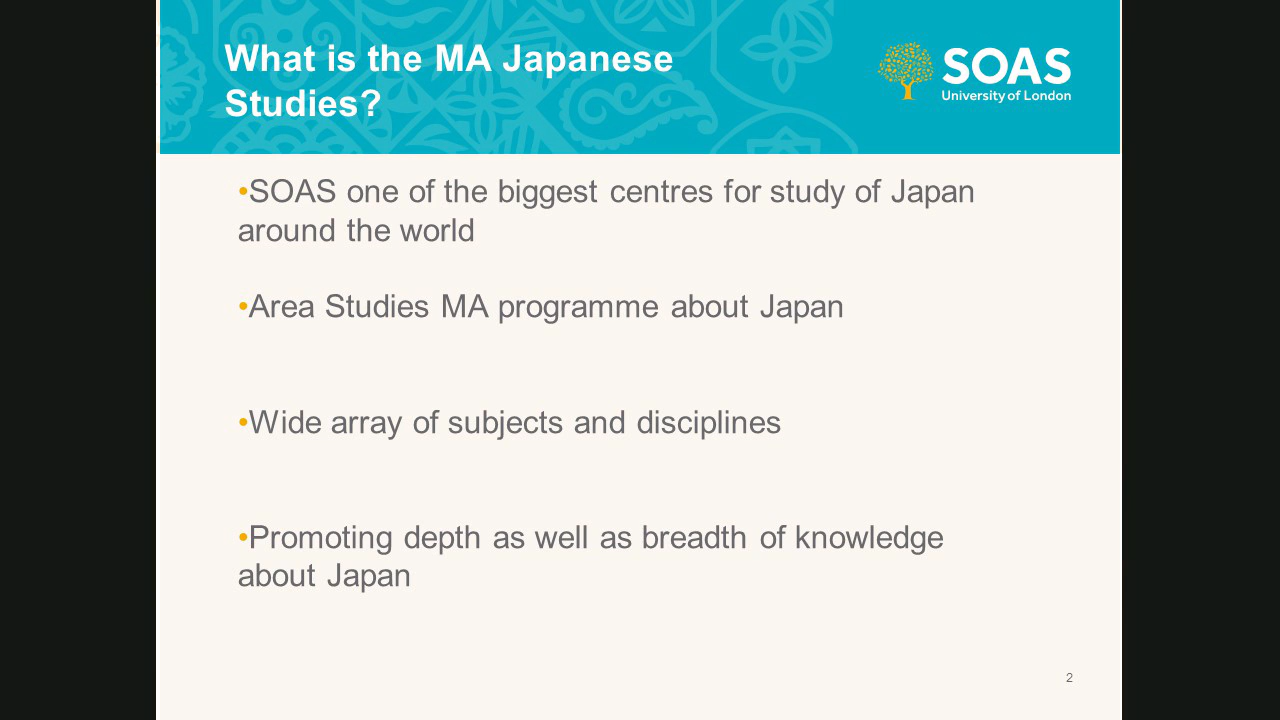 What is the MA Japanese
Studies?
SOAS
University of London
•SOAS one of the biggest centres for study of Japan
around the world
•Area Studies MA programme about Japan
•Wide array of subjects and disciplines
•Promoting depth as well as breadth of knowledge
about Japan
2